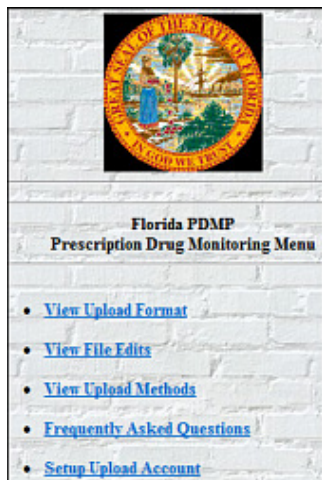 GREAT SEAL OF THE STATE OF FLORIDA
IN GOD WE TRUST
Florida PDMP
Prescription Drug Monitoring Menu
View Upload Format
View File Edits
View Upload Methods
Frequently Asked Questions
Setup Upload Account